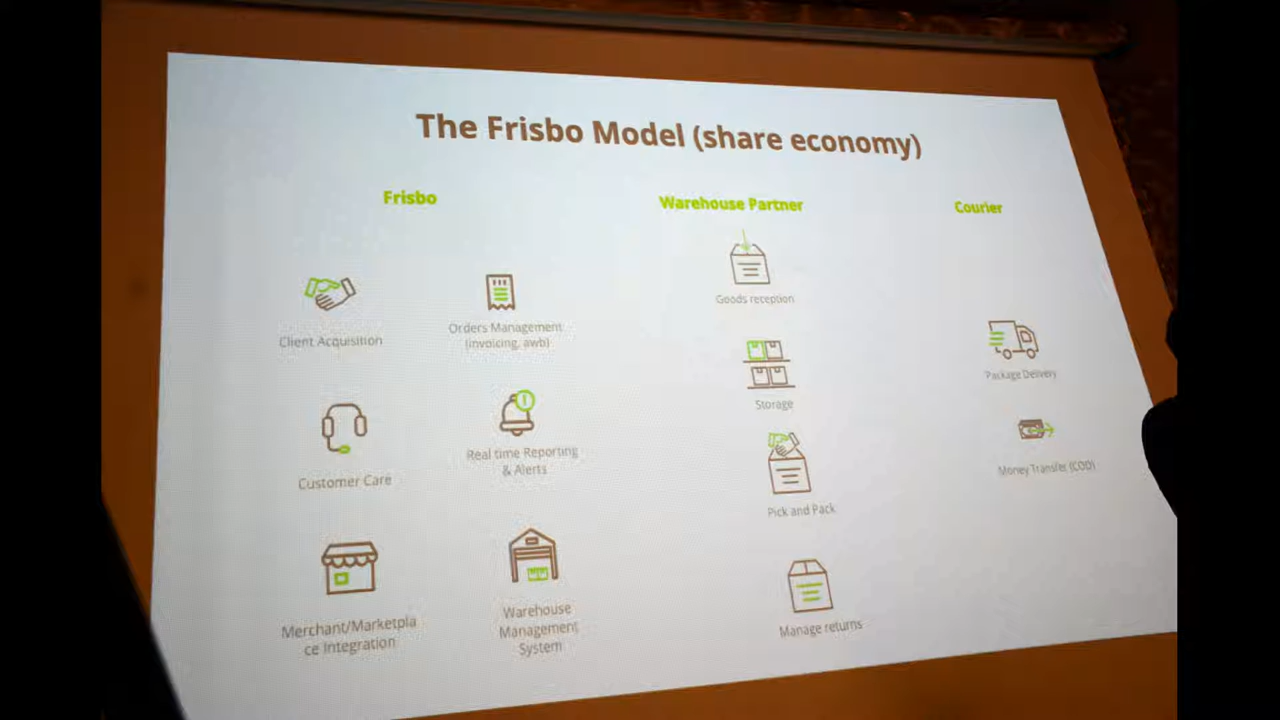 The Frisbo Model (share economy)
Frisbo
Client Acquisition
Orders Management
(invoicing, awb)
Customer Care
Real time Reporting
& Alerts
Merchant/Marketpla
ce Integration
Warehouse
Management
System
Warehouse Partner
Goods reception
Storage
Pick and Pack
Manage returns
Courier
Package Delivery
Money Transfer (COD)